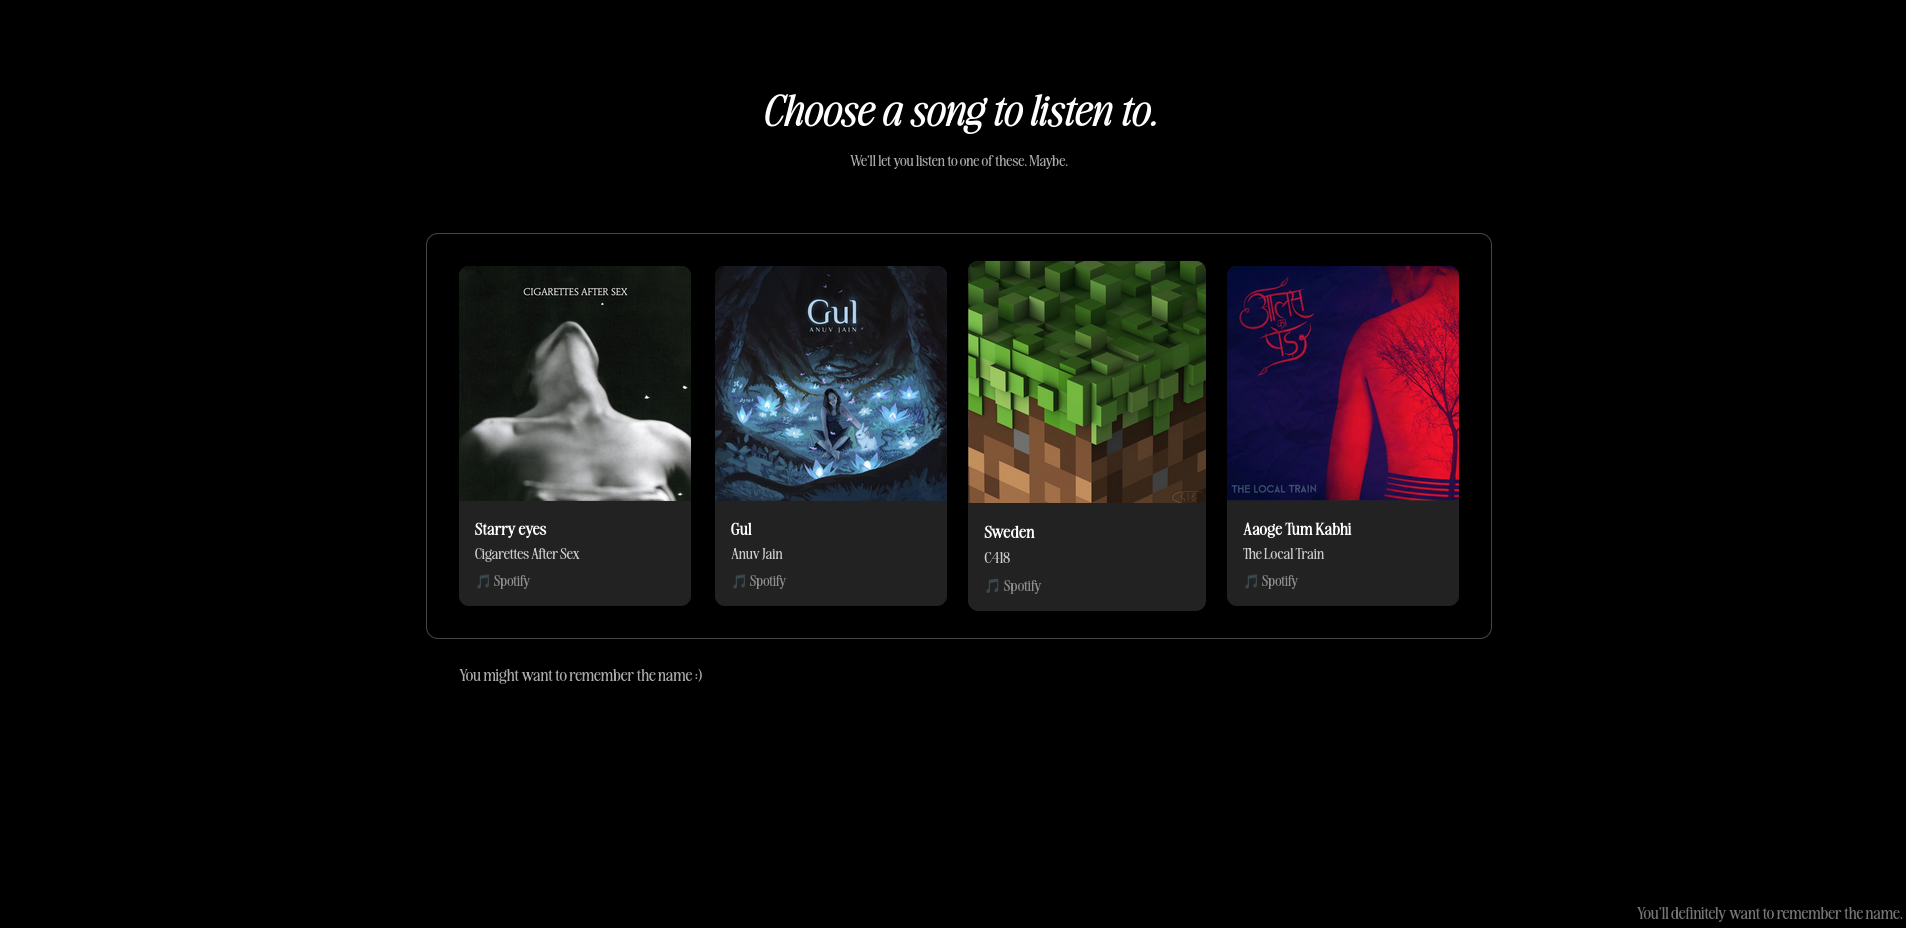 Choose a song to listen to.
We'll let you listen to one of these. Maybe.
CIGARETTES AFTER SEX
Starry eyes
Cigarettes After Sex
🎵 Spotify
Gul
ANUV JAIN
Gul
Anuv Jain
🎵 Spotify
C418
Sweden
C418
🎵 Spotify
आलस
का
पेड़
THE LOCAL TRAIN
Aaoge Tum Kabhi
The Local Train
🎵 Spotify
You might want to remember the name :)
You'll definitely want to remember the name.